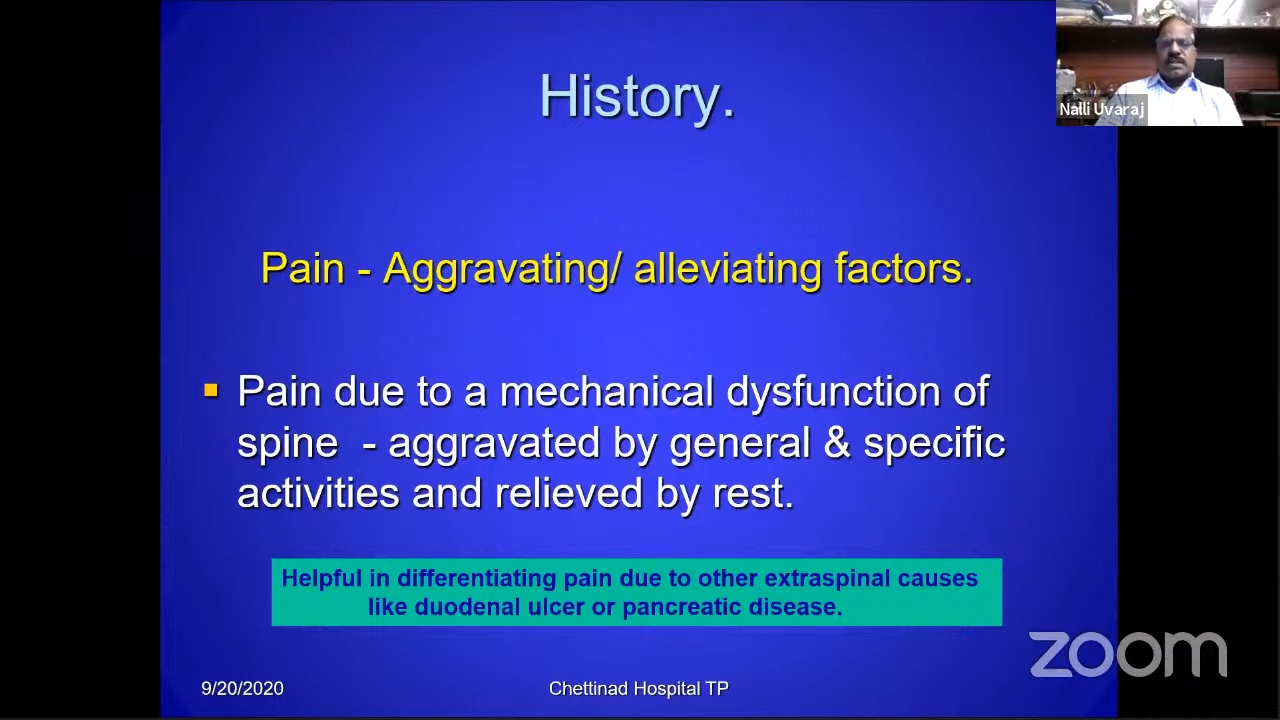 History.
Nalli Uvaraj
Pain - Aggravating/ alleviating factors.
Pain due to a mechanical dysfunction of
spine - aggravated by general & specific
activities and relieved by rest.
Helpful in differentiating pain due to other extraspinal causes
like duodenal ulcer or pancreatic disease.
zoom
9/20/2020
Chettinad Hospital TP